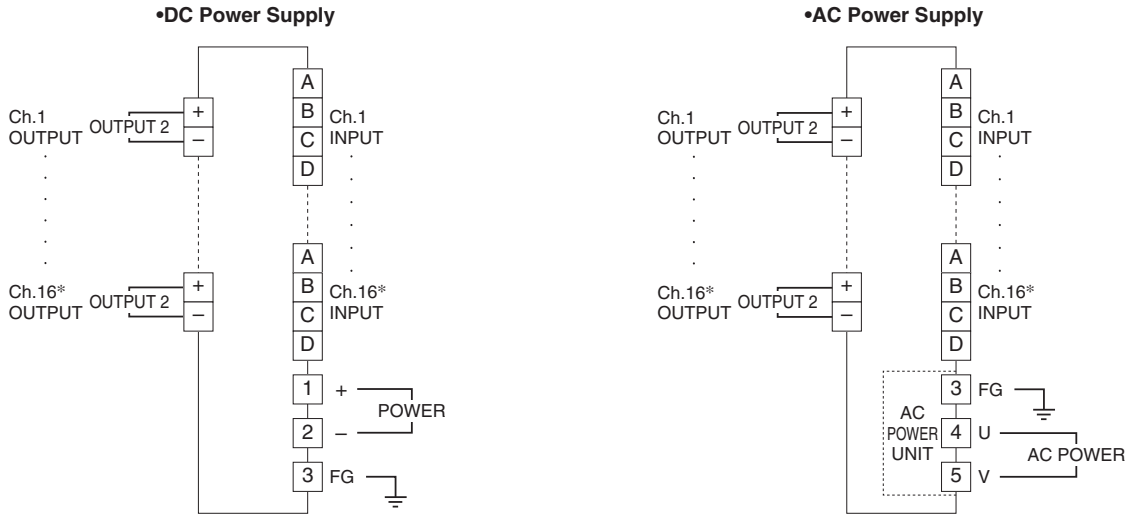 •DC Power Supply
Ch.1
OUTPUT
OUTPUT 2
+
–
A
B
C
D
Ch.1
INPUT
Ch.16*
OUTPUT
OUTPUT 2
+
–
A
B
C
D
Ch.16*
INPUT
1 +
2 –
POWER
3 FG
•AC Power Supply
Ch.1
OUTPUT
OUTPUT 2
+
–
A
B
C
D
Ch.1
INPUT
Ch.16*
OUTPUT
OUTPUT 2
+
–
A
B
C
D
Ch.16*
INPUT
AC
POWER
UNIT
3 FG
4 U
5 V
AC POWER